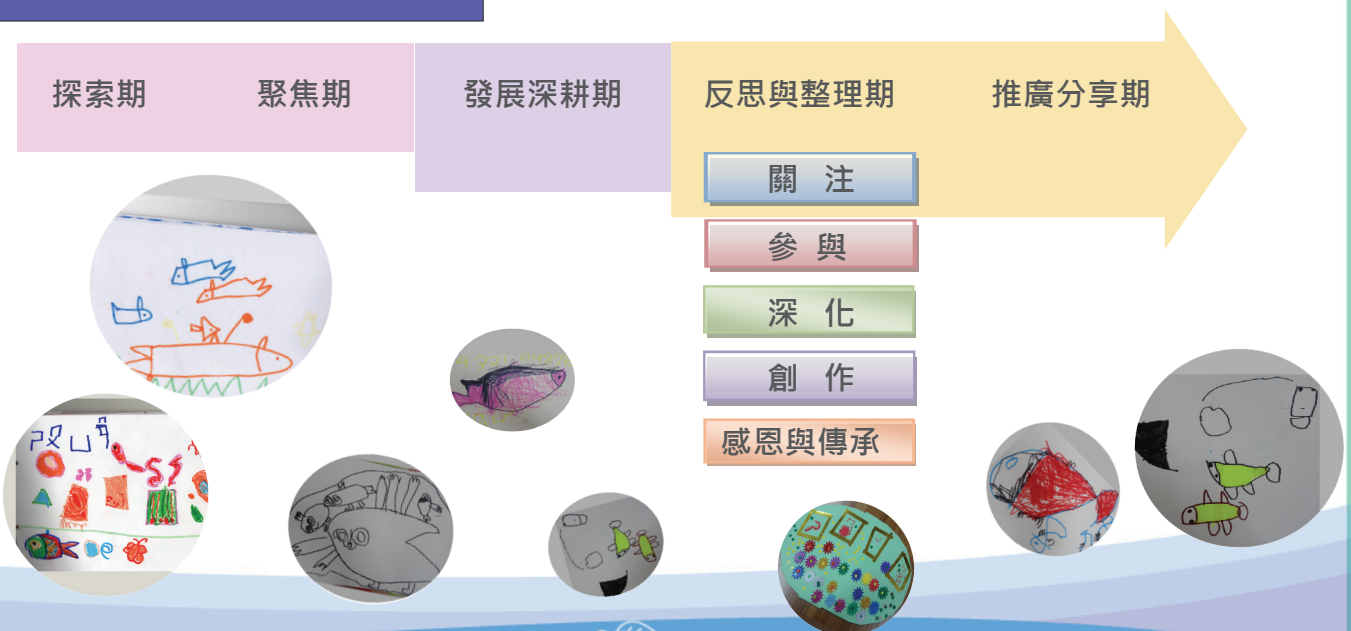 探索期 聚焦期 發展深耕期 反思與整理期 推廣分享期
關 注
參 與
深 化
創 作
感恩與傳承